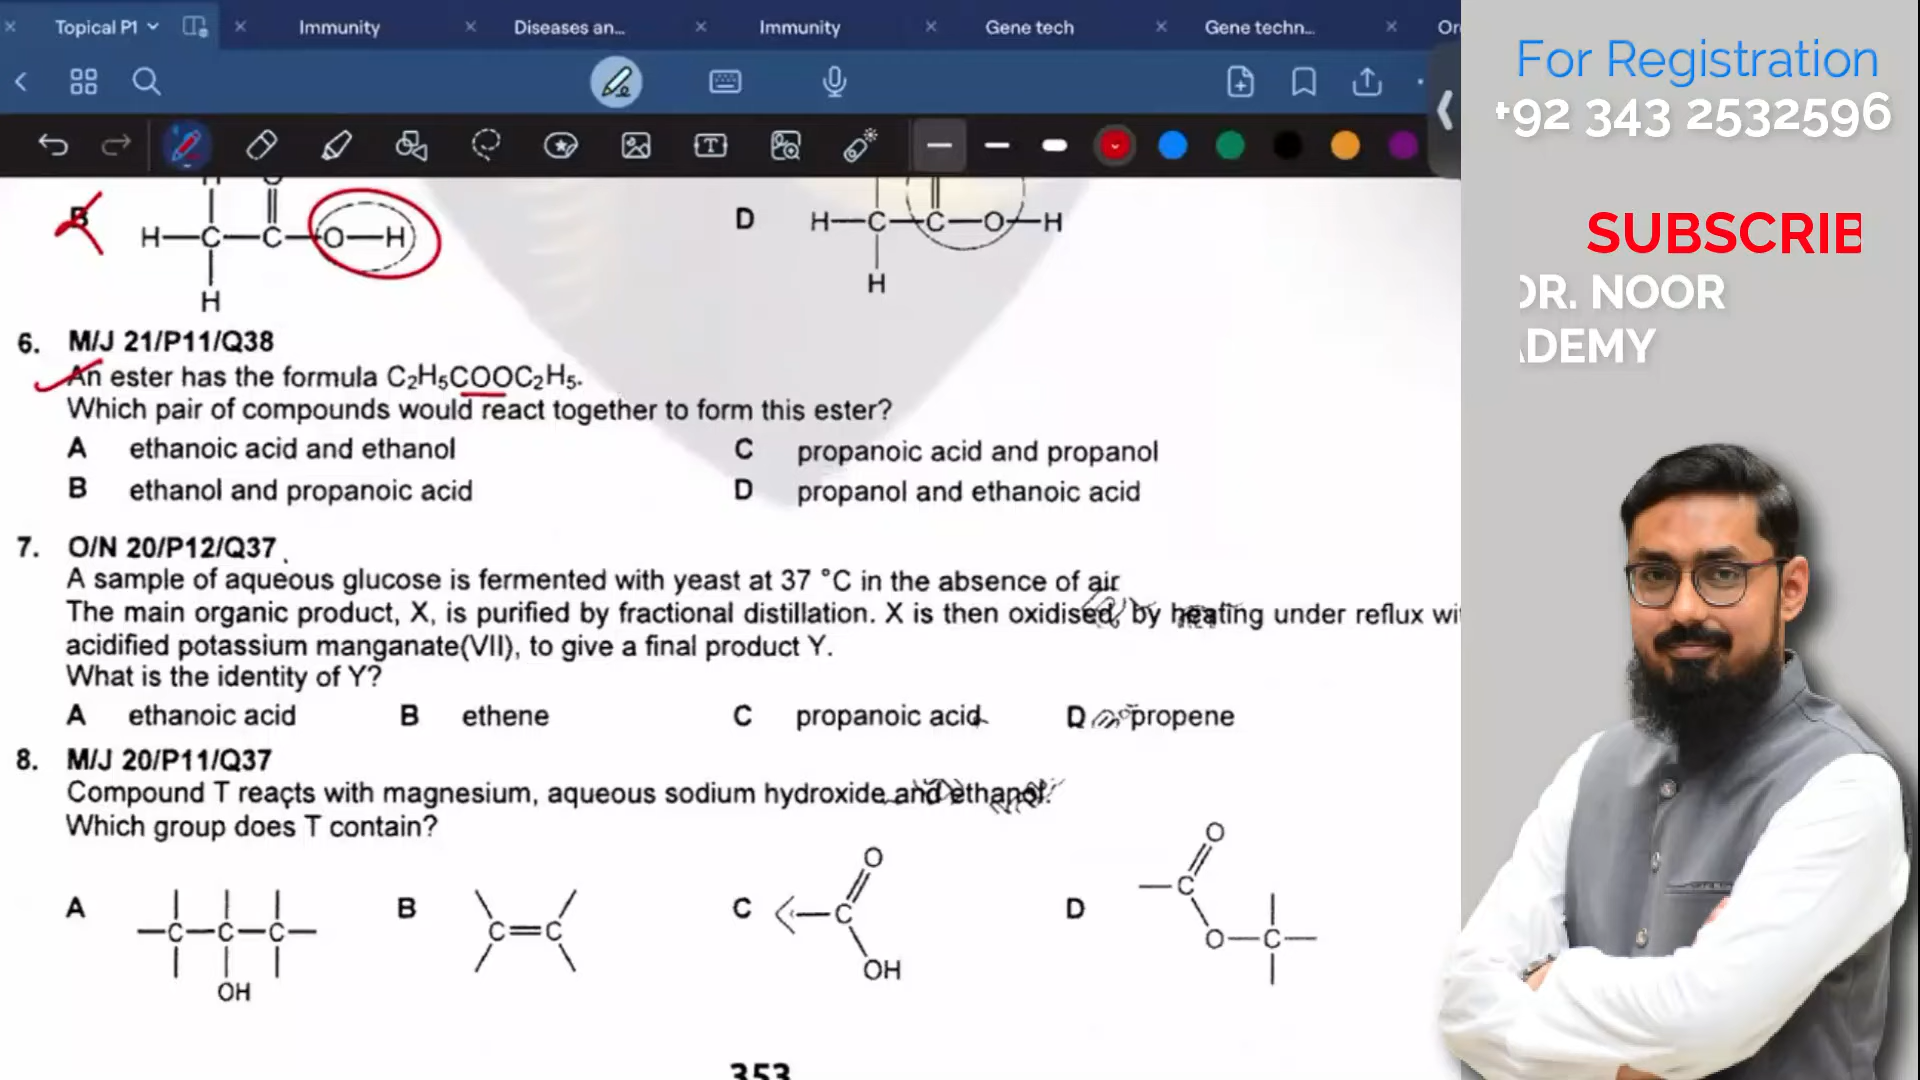 Topical P1
Immunity
Diseases an...
Immunity
Gene tech
Gene techn...
Or
For Registration
+92 343 2532596
SUBSCRIB
DR. NOOR
ADEMY
B
H—C—C—O—H
H
D
H—C—C—O—H
H
6. M/J 21/P11/Q38
An ester has the formula C₂H₅COOC₂H₅.
Which pair of compounds would react together to form this ester?
A ethanoic acid and ethanol
C propanoic acid and propanol
B ethanol and propanoic acid
D propanol and ethanoic acid
7. O/N 20/P12/Q37
A sample of aqueous glucose is fermented with yeast at 37 °C in the absence of air
The main organic product, X, is purified by fractional distillation. X is then oxidised, by heating under reflux wi
acidified potassium manganate(VII), to give a final product Y.
What is the identity of Y?
A ethanoic acid B ethene C propanoic acid D propene
8. M/J 20/P11/Q37
Compound T reacts with magnesium, aqueous sodium hydroxide and ethanol.
Which group does T contain?
A
—C—C—C—
OH
B
C=C
C
O
—C
OH
D
O
—C
O—C—
353